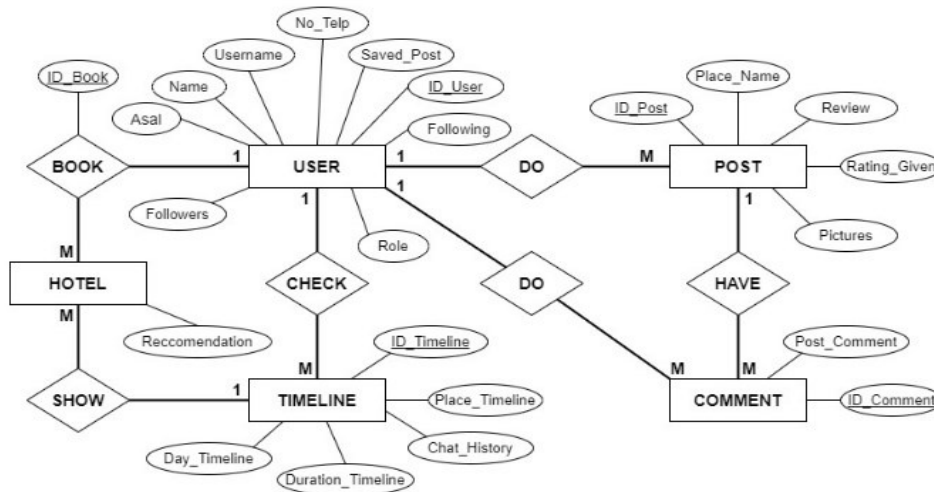 No_Telp
Username
Saved_Post
ID_Book
Name
ID_User
Place_Name
Asal
Following
ID_Post
Review
BOOK
1
USER
1
DO
M
POST
Rating_Given
1
1
1
Followers
Role
Pictures
M
HOTEL
M
CHECK
DO
HAVE
Reccomendation
ID_Timeline
Post_Comment
M
M
M
SHOW
1
TIMELINE
Place_Timeline
COMMENT
ID_Comment
Day_Timeline
Chat_History
Duration_Timeline